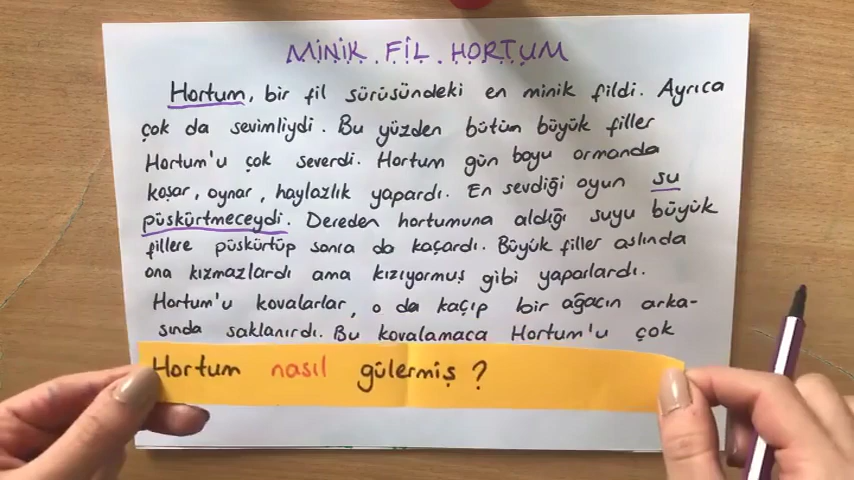 MİNİK FİL HORTUM
Hortum, bir fil sürüsündeki en minik fildi. Ayrıca
çok da sevimliydi. Bu yüzden bütün büyük filler
Hortum'u çok severdi. Hortum gün boyu ormanda
koşar, oynar, haylazlık yapardı. En sevdiği oyun su
püskürtmeceydi. Dereden hortumuna aldığı suyu büyük
fillere püskürtüp sonra da kaçardı. Büyük filler aslında
ona kızmazlardı ama kızıyormuş gibi yaparlardı.
Hortum'u kovalarlar, o da kaçıp bir ağacın arka-
sında saklanırdı. Bu kovalamaca Hortum'u çok
Hortum nasıl gülermiş ?